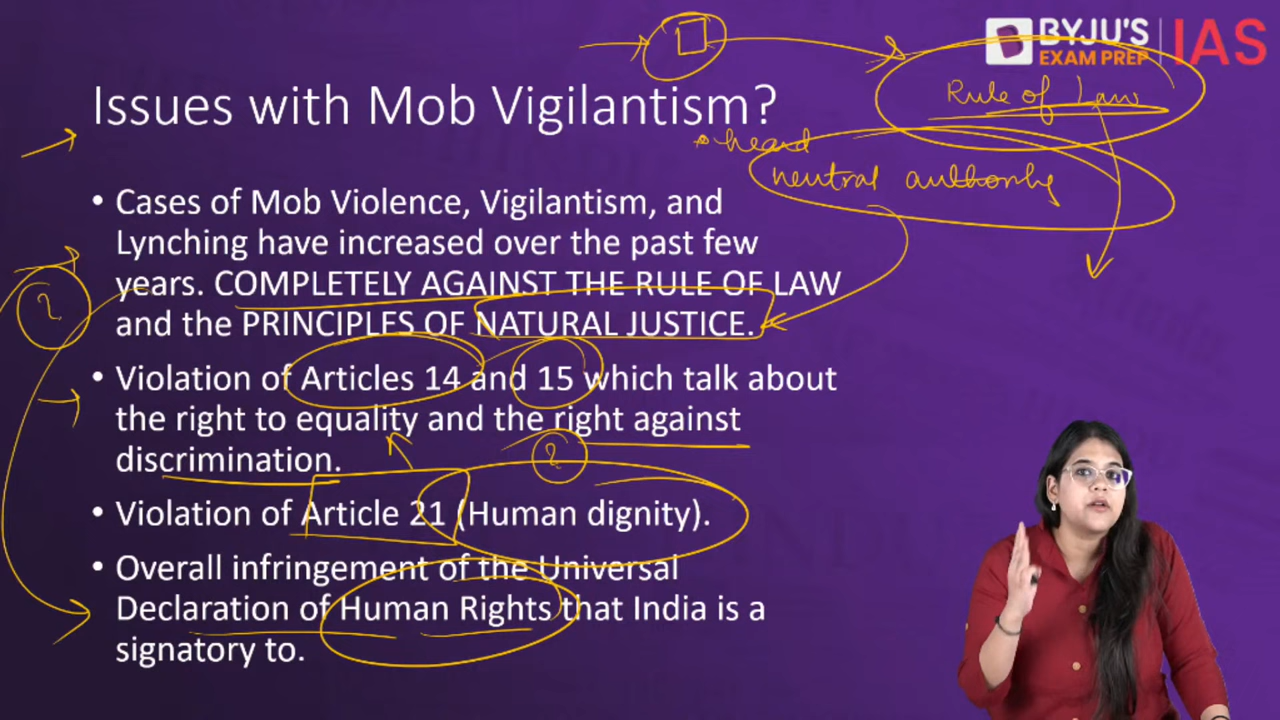 BYJU'S
EXAM PREP
IAS
Rule of Law
Issues with Mob Vigilantism?
heard
neutral authority
• Cases of Mob Violence, Vigilantism, and
Lynching have increased over the past few
years. COMPLETELY AGAINST THE RULE OF LAW
and the PRINCIPLES OF NATURAL JUSTICE.
• Violation of Articles 14 and 15 which talk about
the right to equality and the right against
discrimination.
• Violation of Article 21 (Human dignity).
• Overall infringement of the Universal
Declaration of Human Rights that India is a
signatory to.